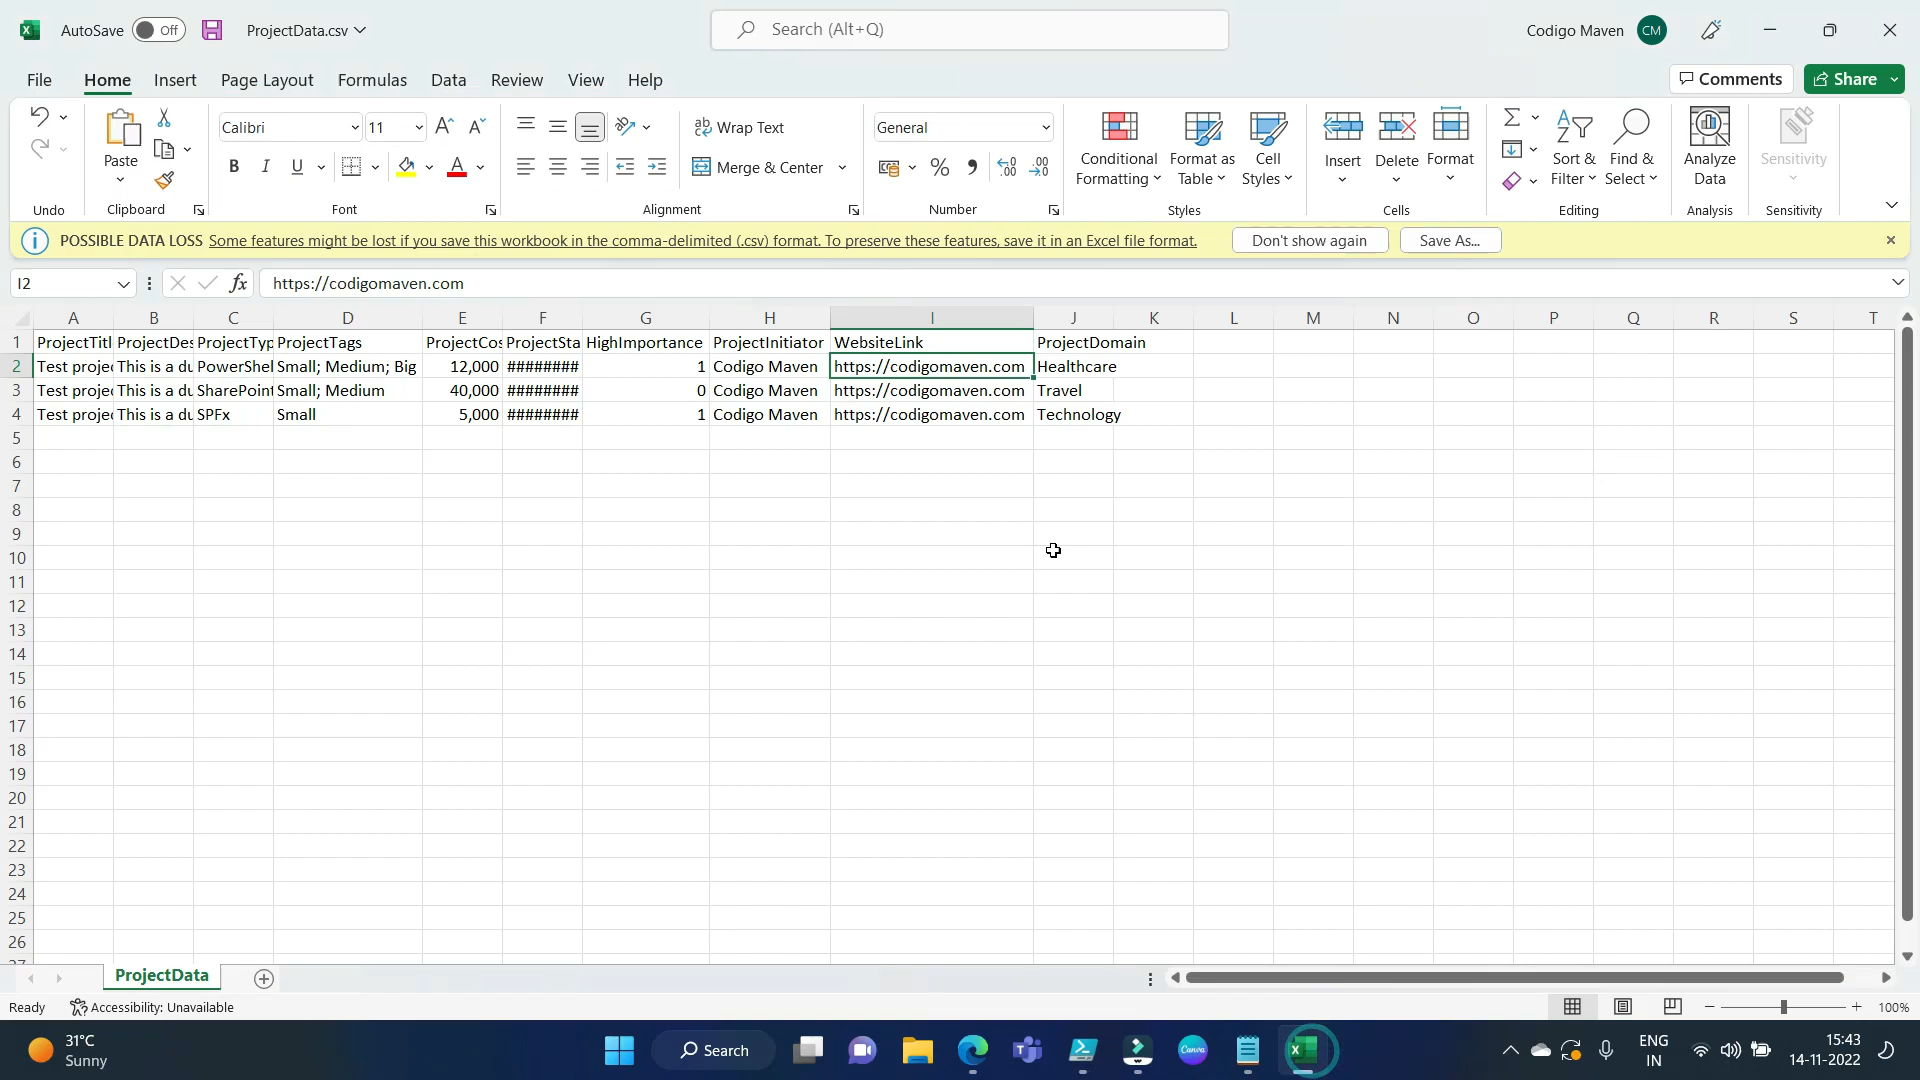 AutoSave Off ProjectData.csv Search (Alt+Q) Codigo Maven CM
File Home Insert Page Layout Formulas Data Review View Help Comments Share
Undo
Paste
Clipboard
Calibri 11
B I U A
Font
Wrap Text
Merge & Center
Alignment
General
% .00
Number
Conditional Formatting
Format as Table
Cell Styles
Styles
Insert Delete Format
Cells
Sort & Filter
Find & Select
Editing
Analyze Data
Analysis
Sensitivity
Sensitivity
POSSIBLE DATA LOSS Some features might be lost if you save this workbook in the comma-delimited (.csv) format. To preserve these features, save it in an Excel file format. Don't show again Save As...
I2 fx https://codigomaven.com
A B C D E F G H I J K L M N O P Q R S T
1 ProjectTitl ProjectDes ProjectTyp ProjectTags ProjectCos ProjectSta HighImportance ProjectInitiator WebsiteLink ProjectDomain
2 Test projec This is a du PowerShel Small; Medium; Big 12,000 ######## 1 Codigo Maven https://codigomaven.com Healthcare
3 Test projec This is a du SharePoint Small; Medium 40,000 ######## 0 Codigo Maven https://codigomaven.com Travel
4 Test projec This is a du SPFx Small 5,000 ######## 1 Codigo Maven https://codigomaven.com Technology
5
6
7
8
9
10
11
12
13
14
15
16
17
18
19
20
21
22
23
24
25
26
ProjectData
Ready Accessibility: Unavailable 100%
31°C
Sunny
Search
Canva
ENG
IN
15:43
14-11-2022